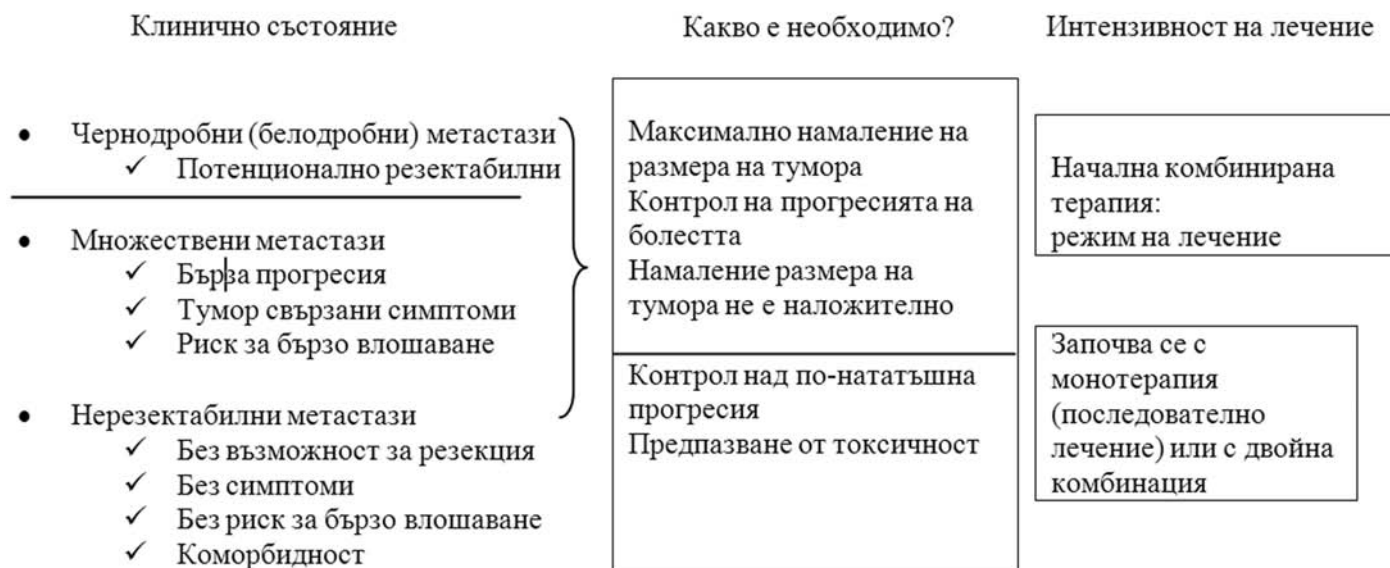 Клинично състояние
Чернодробни (белодробни) метастази
Потенционално резектабилни
Множествени метастази
Бърза прогресия
Тумор свързани симптоми
Риск за бързо влошаване
Нерезектабилни метастази
Без възможност за резекция
Без симптоми
Без риск за бързо влошаване
Коморбидност
Какво е необходимо?
Максимално намаление на
размера на тумора
Контрол на прогресията на
болестта
Намаление размера на
тумора не е наложително
Контрол над по-нататъшна
прогресия
Предпазване от токсичност
Интензивност на лечение
Начална комбинирана
терапия:
режим на лечение
Започва се с
монотерапия
(последователно
лечение) или с двойна
комбинация